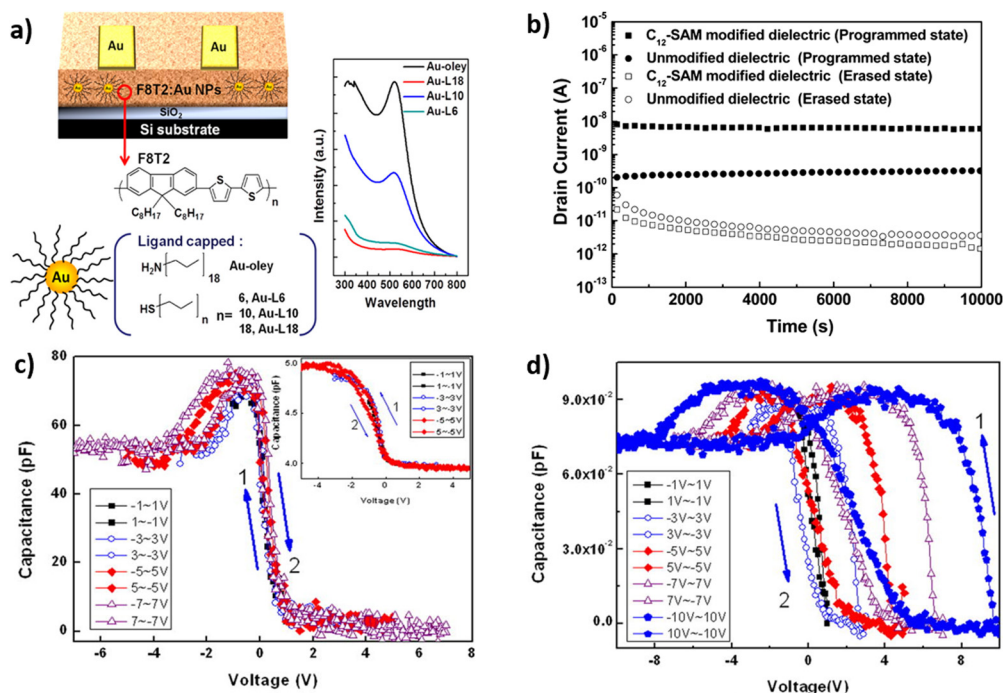 a)
Au
Au
Au
Au
Au
Au
F8T2:Au NPs
SiO₂
Si substrate
F8T2
S
S
n
C₈H₁₇ C₈H₁₇
Au
Ligand capped :
H₂N
18
Au-oley
HS
n
n=
6, Au-L6
10, Au-L10
18, Au-L18
Intensity (a.u.)
Au-oley
Au-L18
Au-L10
Au-L6
300 400 500 600 700 800
Wavelength
b)
Drain Current (A)
10⁻⁵
10⁻⁶
10⁻⁷
10⁻⁸
10⁻⁹
10⁻¹⁰
10⁻¹¹
10⁻¹²
10⁻¹³
C₁₂-SAM modified dielectric (Programmed state)
Unmodified dielectric (Programmed state)
C₁₂-SAM modified dielectric (Erased state)
Unmodified dielectric (Erased state)
0 2000 4000 6000 8000 10000
Time (s)
c)
Capacitance (pF)
80
60
40
20
0
-1~1V
1~-1V
-3~3V
3~-3V
-5~5V
5~-5V
-7~7V
7~-7V
1
2
-6 -4 -2 0 2 4 6
Voltage (V)
Capacitance (pF)
5.0
4.5
4.0
1
2
-1~1V
1~-1V
-3~3V
3~-3V
-5~5V
5~-5V
-4 -2 0 2 4
Voltage (V)
d)
Capacitance (pF)
9.0x10⁻²
6.0x10⁻²
3.0x10⁻²
0.0
-1V~1V
1V~-1V
-3V~3V
3V~-3V
-5V~5V
5V~-5V
-7V~7V
7V~-7V
-10V~10V
10V~-10V
1
2
-8 -4 0 4 8
Voltage(V)